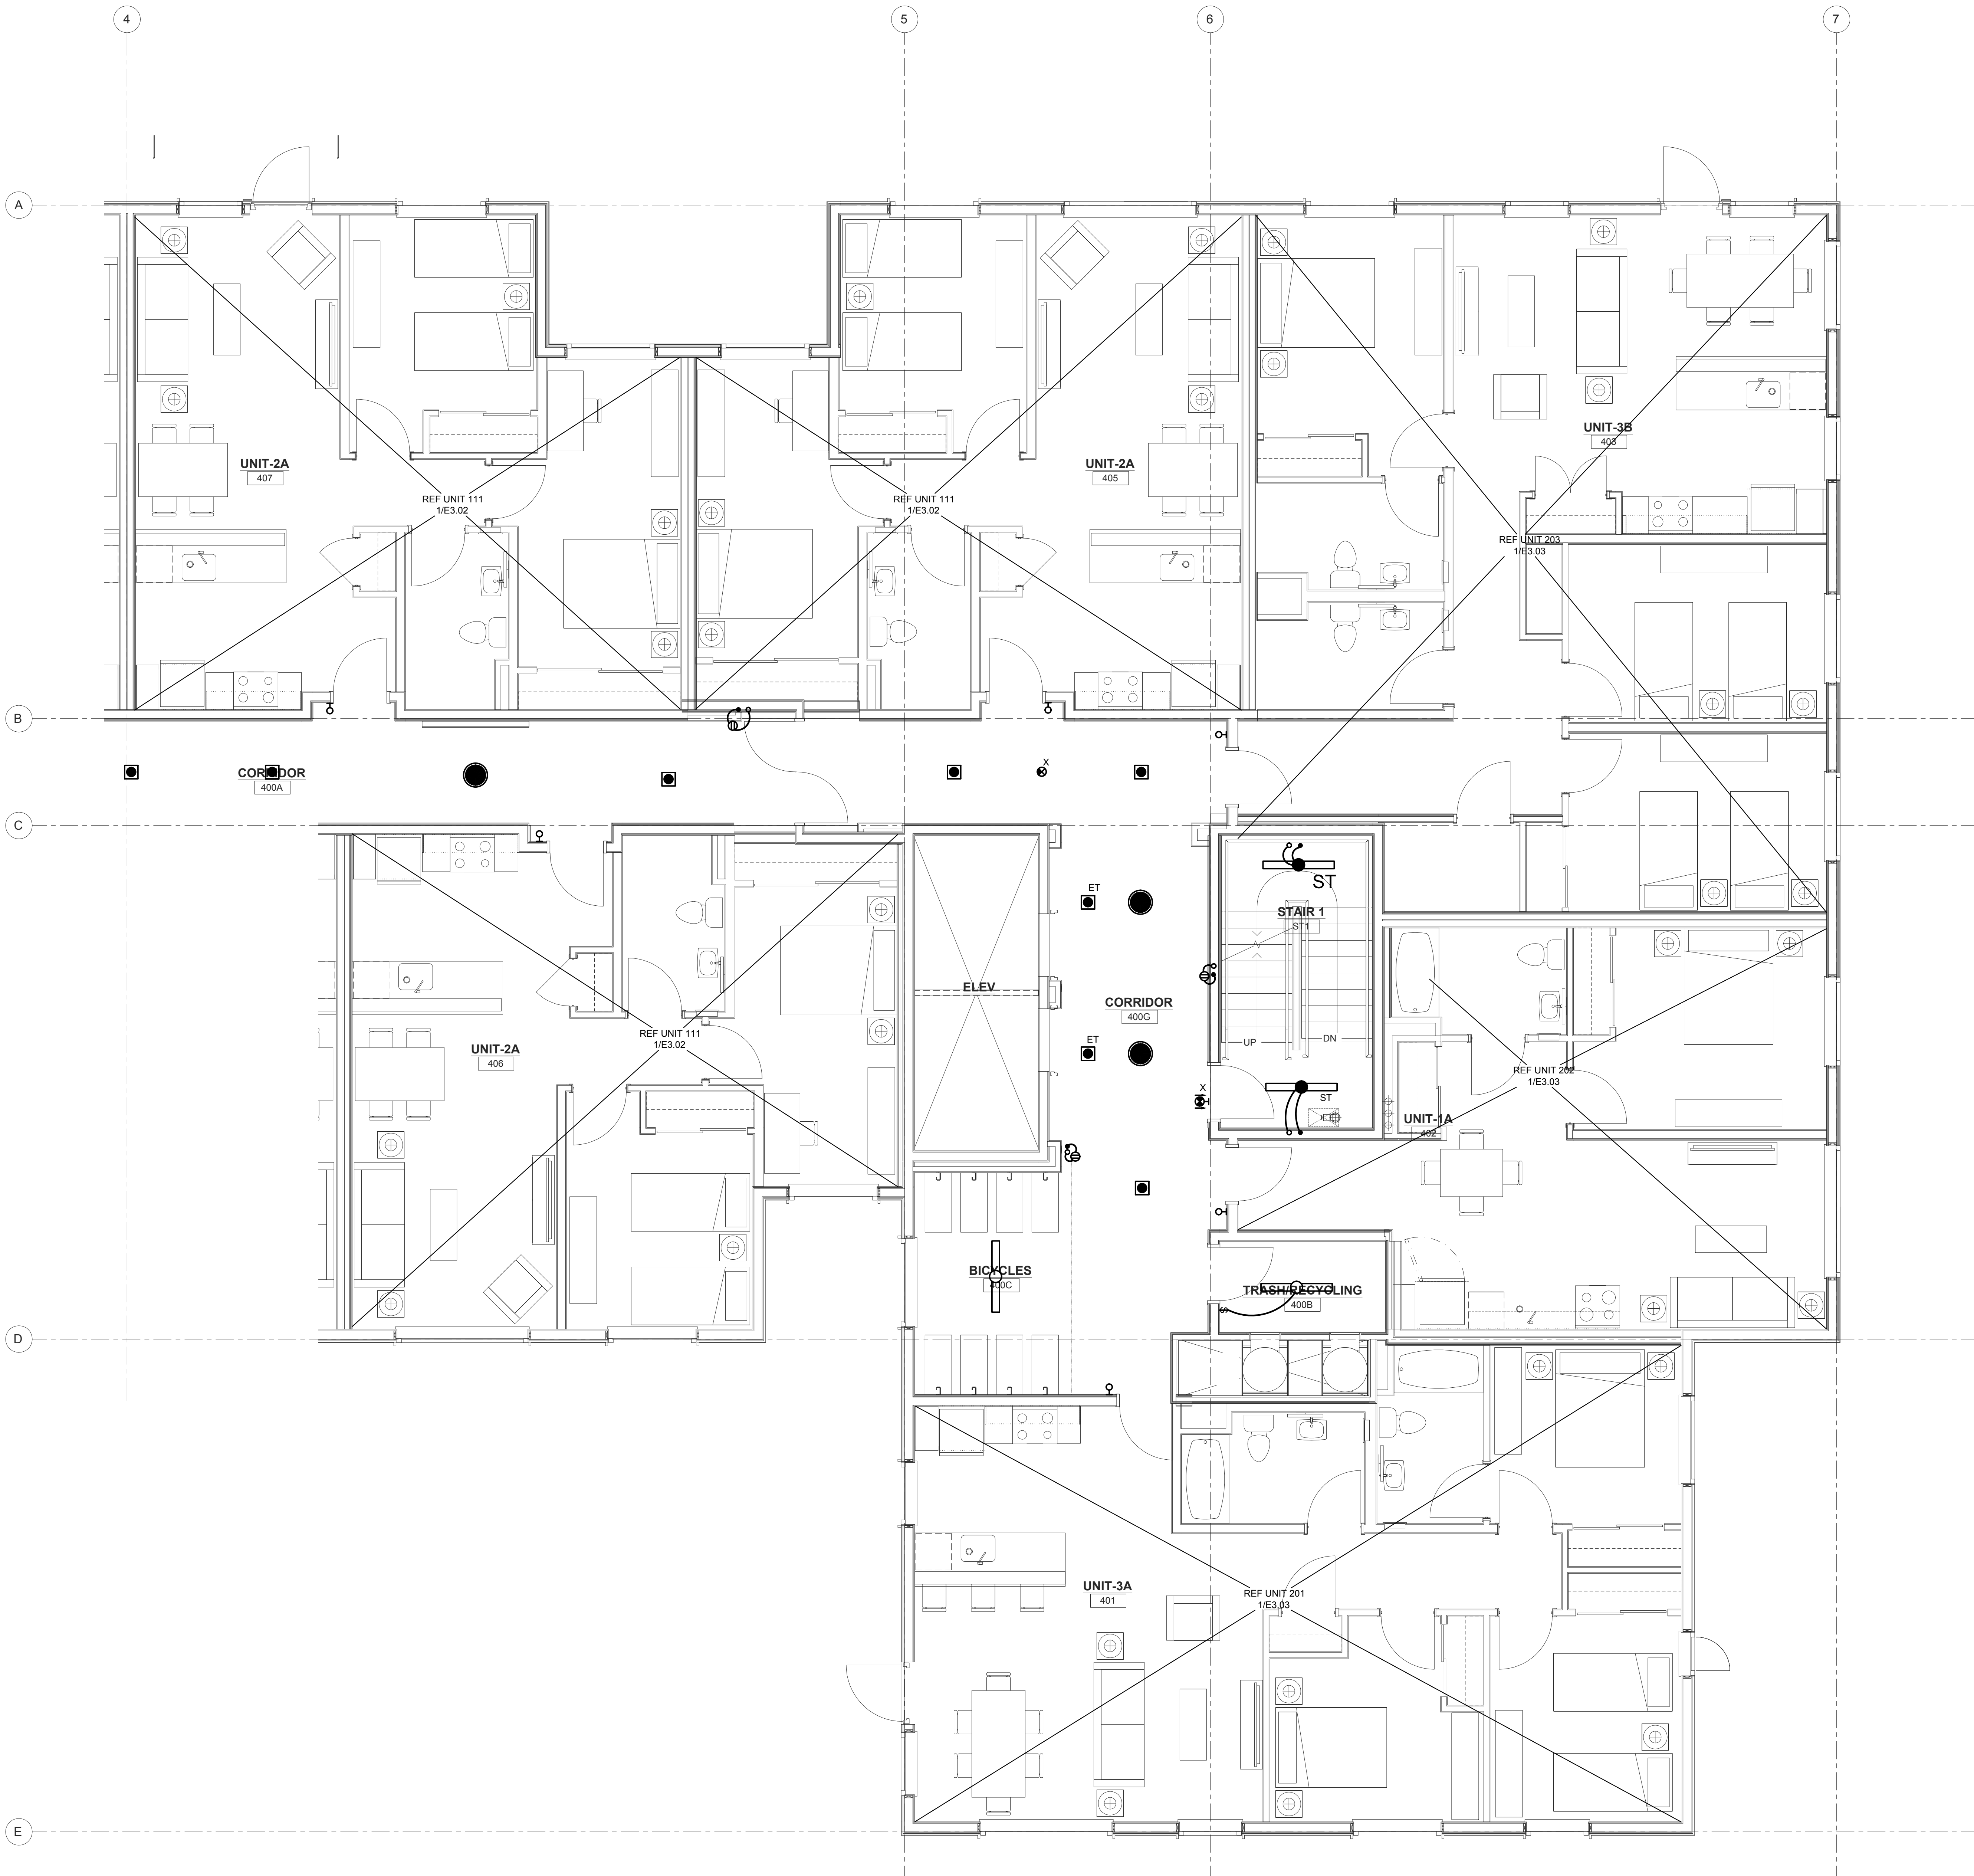 4
5
6
7
A
UNIT-2A
407
REF UNIT 111
1/E3.02
REF UNIT 111
1/E3.02
UNIT-2A
405
UNIT-3B
403
REF UNIT 203
1/E3.03
B
CORRIDOR
400A
X
C
ET
ST
STAIR 1
ST1
ELEV
CORRIDOR
400G
UNIT-2A
406
REF UNIT 111
1/E3.02
ET
UP
DN
X
ST
REF UNIT 202
1/E3.03
UNIT-1A
402
BICYCLES
400C
TRASH/RECYCLING
400B
S
D
UNIT-3A
401
REF UNIT 201
1/E3.03
E